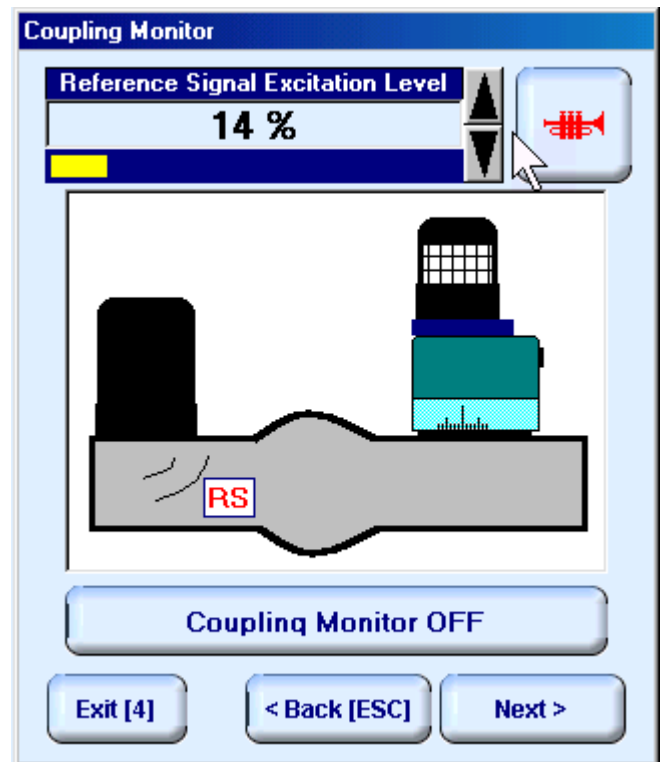 Coupling Monitor
Reference Signal Excitation Level
14 %
RS
Coupling Monitor OFF
Exit [4]
< Back [ESC]
Next >